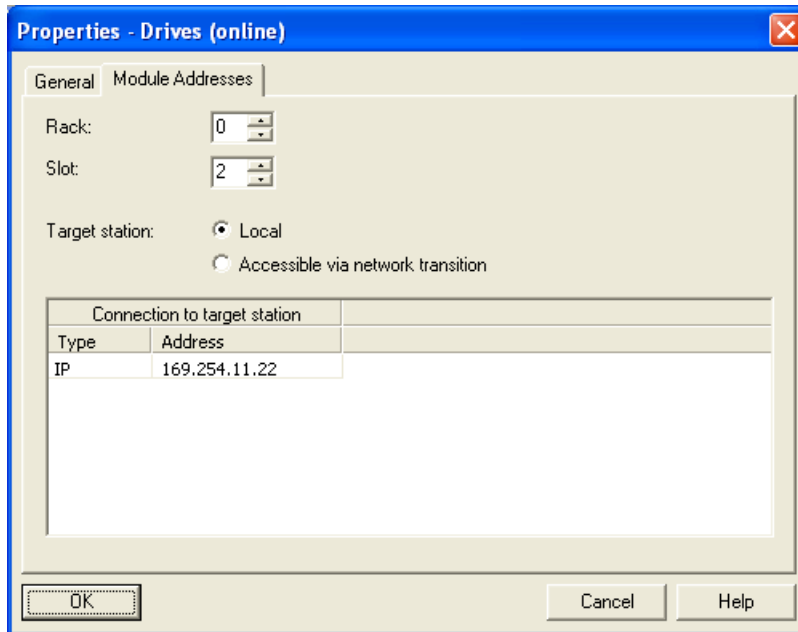 Properties - Drives (online)
General Module Addresses
Rack: 0
Slot: 2
Target station: Local
Accessible via network transition
Connection to target station
Type Address
IP 169.254.11.22
OK Cancel Help